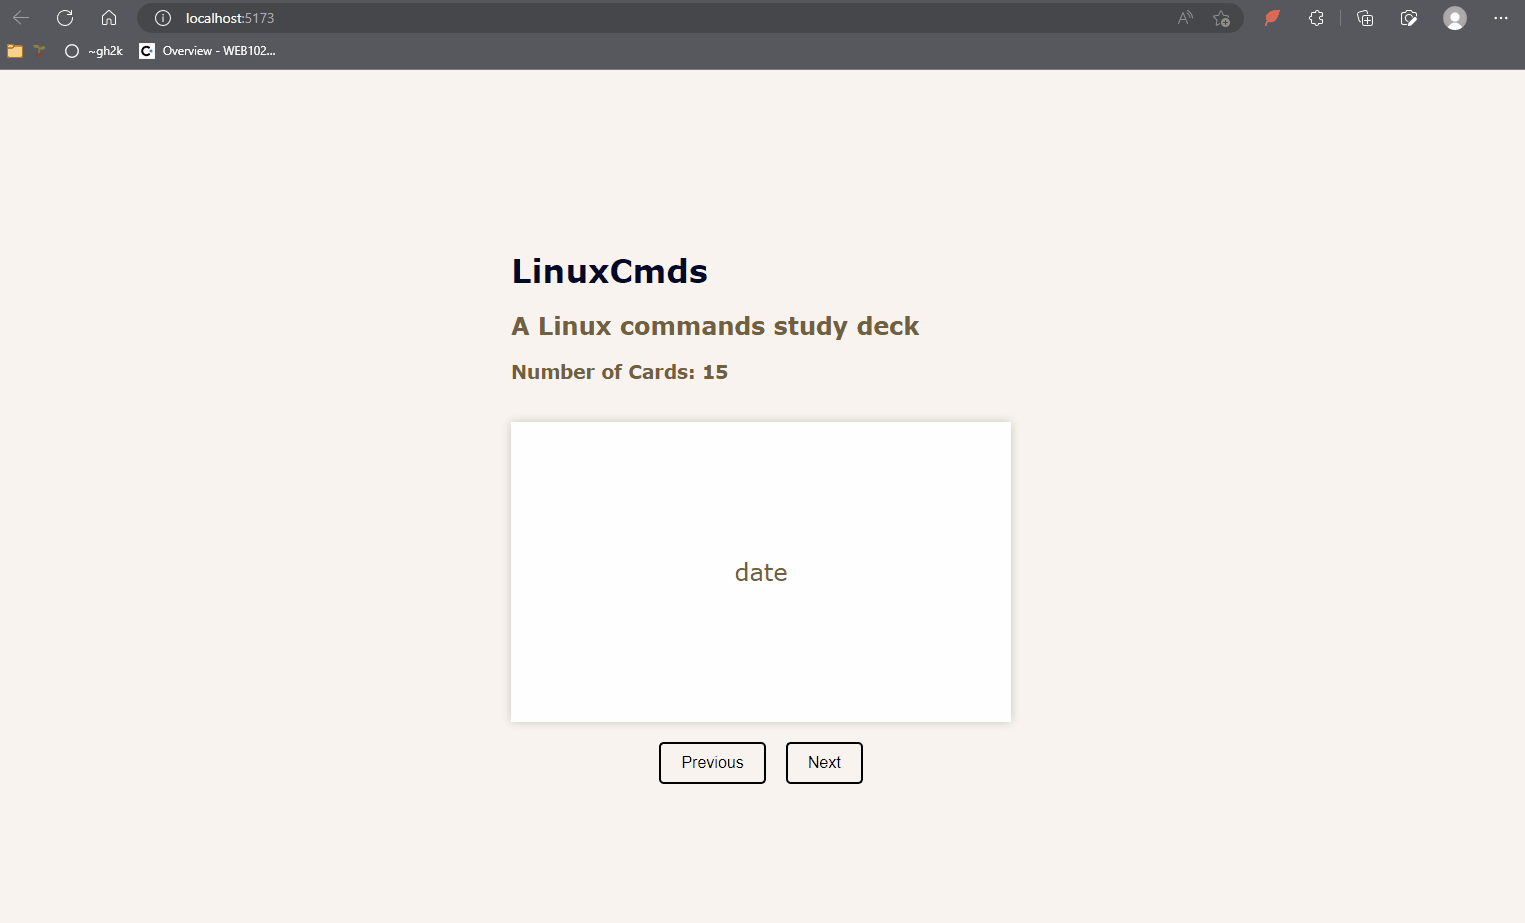 localhost:5173
~gh2k
Overview - WEB102...
LinuxCmds
A Linux commands study deck
Number of Cards: 15
date
Previous
Next